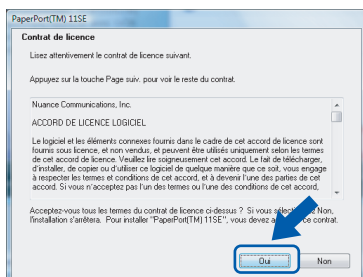 PaperPort(TM) 11SE
Contrat de licence
Lisez attentivement le contrat de licence suivant.
Appuyez sur la touche Page suiv. pour voir le reste du contrat.
Nuance Communications, Inc.
ACCORD DE LICENCE LOGICIEL
Le logiciel et les éléments connexes fournis dans le cadre de cet accord de licence sont
fournis sous licence, et non vendus, et peuvent être utilisés uniquement selon les termes
de cet accord de licence. Veuillez lire soigneusement cet accord. Le fait de télécharger,
d'installer, de copier ou d'utiliser ce logiciel de quelque manière que ce soit, vous engage
à respecter les termes et conditions de cet accord, et à devenir l'une des parties de cet
accord. Si vous n'acceptez pas l'un des termes ou l'une des conditions de cet accord,
Acceptez-vous tous les termes du contrat de licence ci-dessus ? Si vous Non,
l'installation s'arrêtera. Pour installer "PaperPort(TM) 11SE", vous devez contrat.
Oui
Non